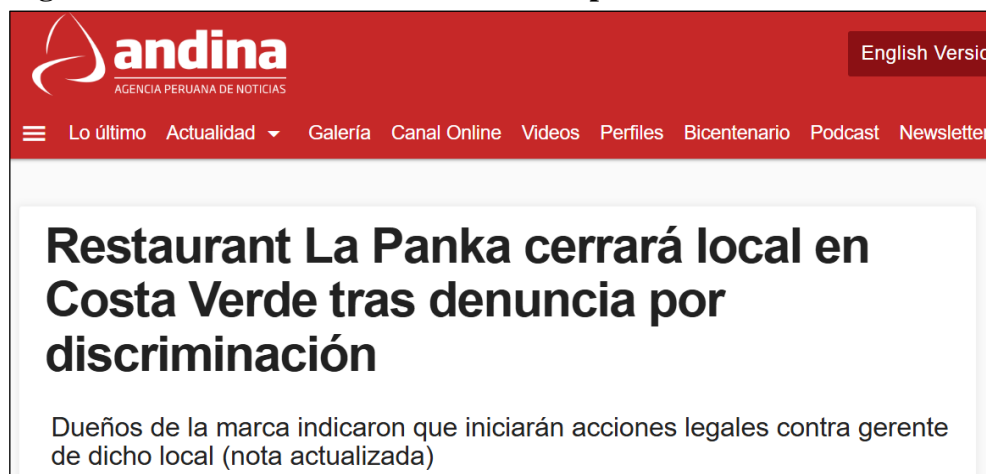 andina
AGENCIA PERUANA DE NOTICIAS
English Versio
Lo último Actualidad Galería Canal Online Videos Perfiles Bicentenario Podcast Newsletter
Restaurant La Panka cerrará local en
Costa Verde tras denuncia por
discriminación
Dueños de la marca indicaron que iniciarán acciones legales contra gerente
de dicho local (nota actualizada)